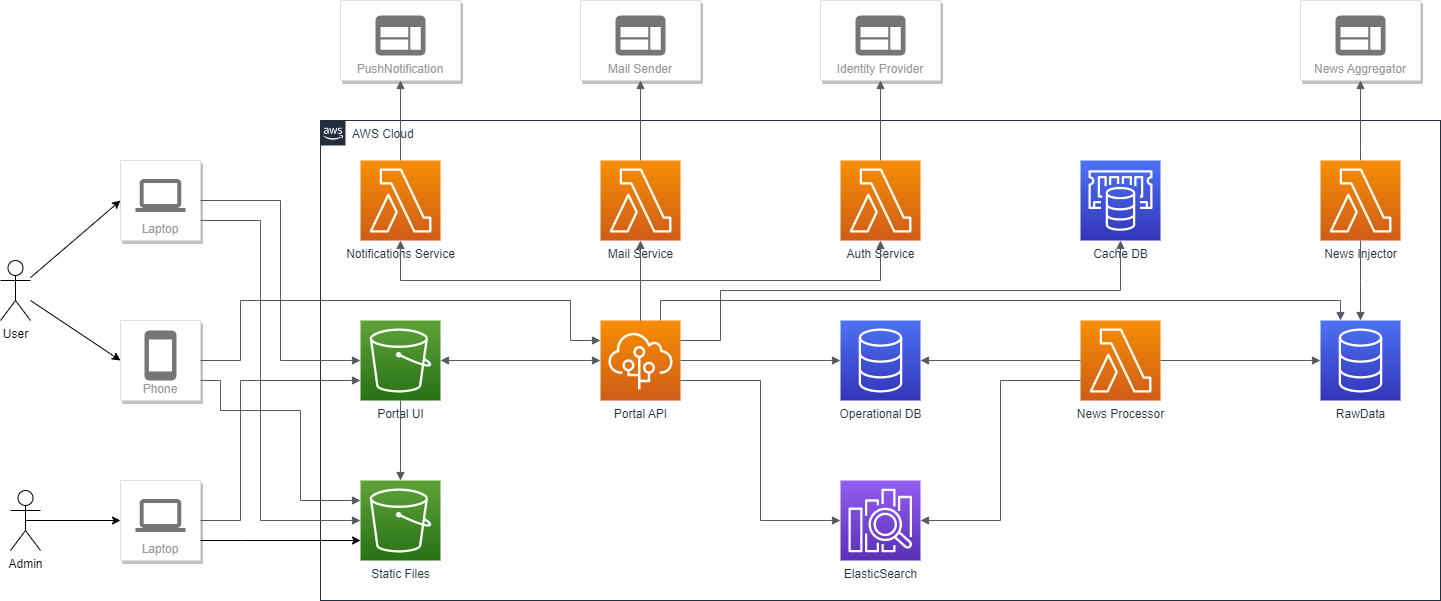 PushNotification
Mail Sender
Identity Provider
News Aggregator
aws
AWS Cloud
Laptop
Notifications Service
Mail Service
Auth Service
Cache DB
News Injector
User
Phone
Portal UI
Portal API
Operational DB
News Processor
RawData
Admin
Laptop
Static Files
ElasticSearch